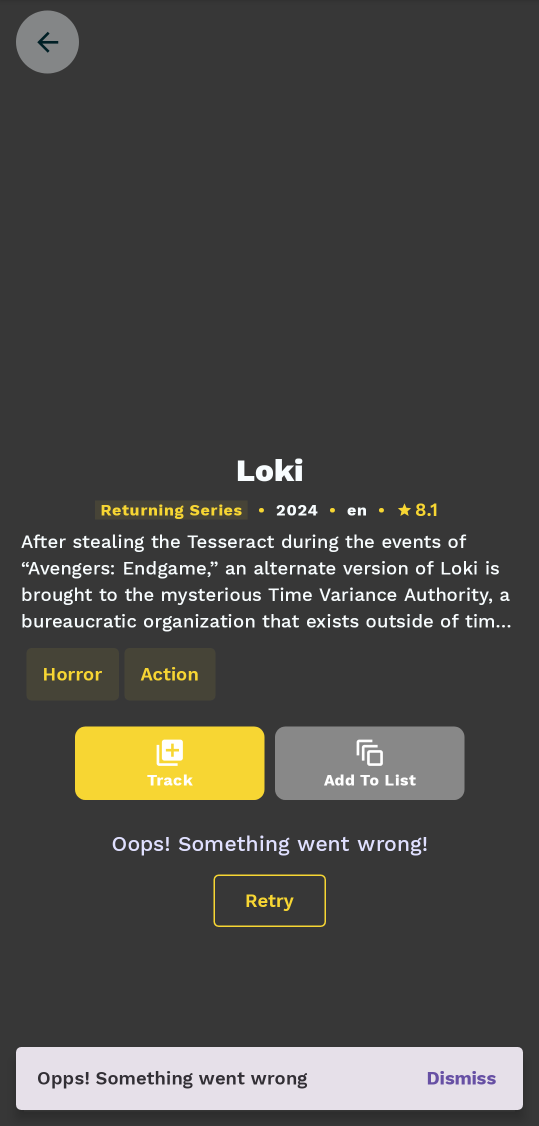 Loki
Returning Series • 2024 • en • ★ 8.1
After stealing the Tesseract during the events of
“Avengers: Endgame,” an alternate version of Loki is
brought to the mysterious Time Variance Authority, a
bureaucratic organization that exists outside of tim...
Horror Action
Track Add To List
Oops! Something went wrong!
Retry
Opps! Something went wrong Dismiss